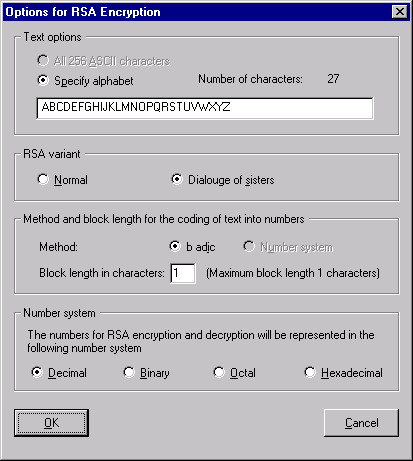 Options for RSA Encryption
Text options
All 256 ASCII characters
Specify alphabet Number of characters: 27
ABCDEFGHIJKLMNOPQRSTUVWXYZ
RSA variant
Normal Dialouge of sisters
Method and block length for the coding of text into numbers
Method: b adic Number system
Block length in characters: 1 (Maximum block length 1 characters)
Number system
The numbers for RSA encryption and decryption will be represented in the
following number system
Decimal Binary Octal Hexadecimal
OK Cancel